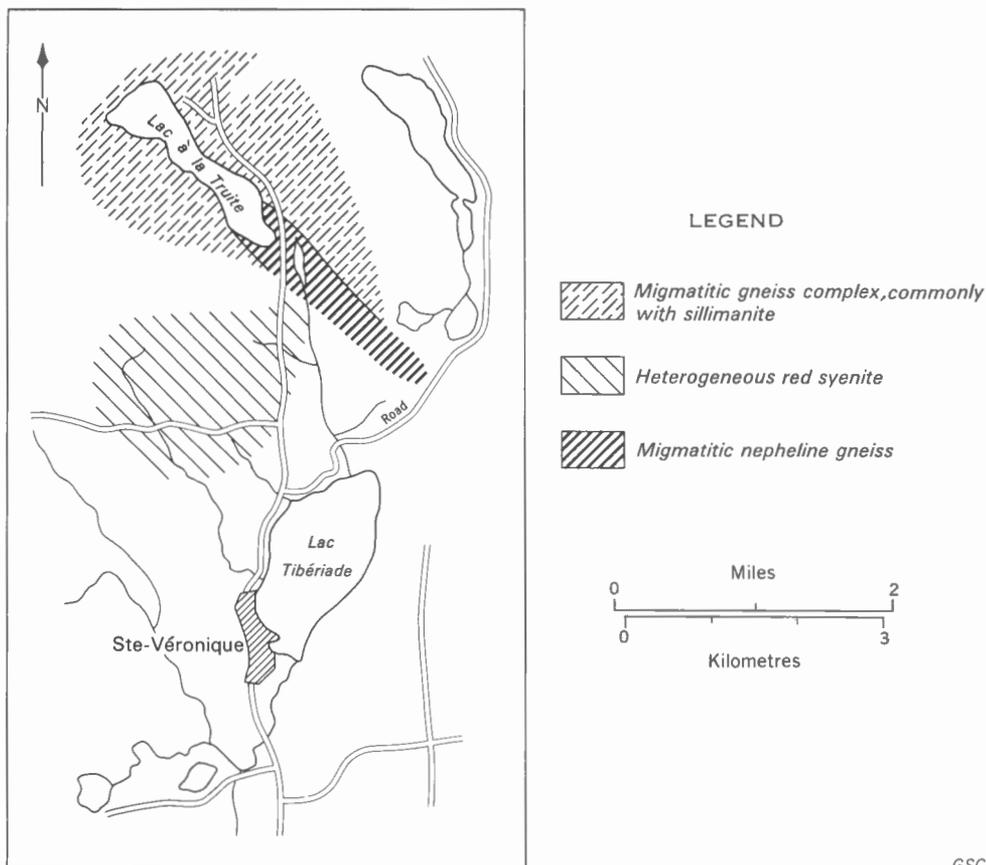 N
Lac à la Truite
Road
Lac
TIBÉRIADE
Ste-Véronique
LEGEND
Migmatitic gneiss complex, commonly
with sillimanite
Heterogeneous red syenite
Migmatitic nepheline gneiss
Miles
0 2
0 3
Kilometres
GSC